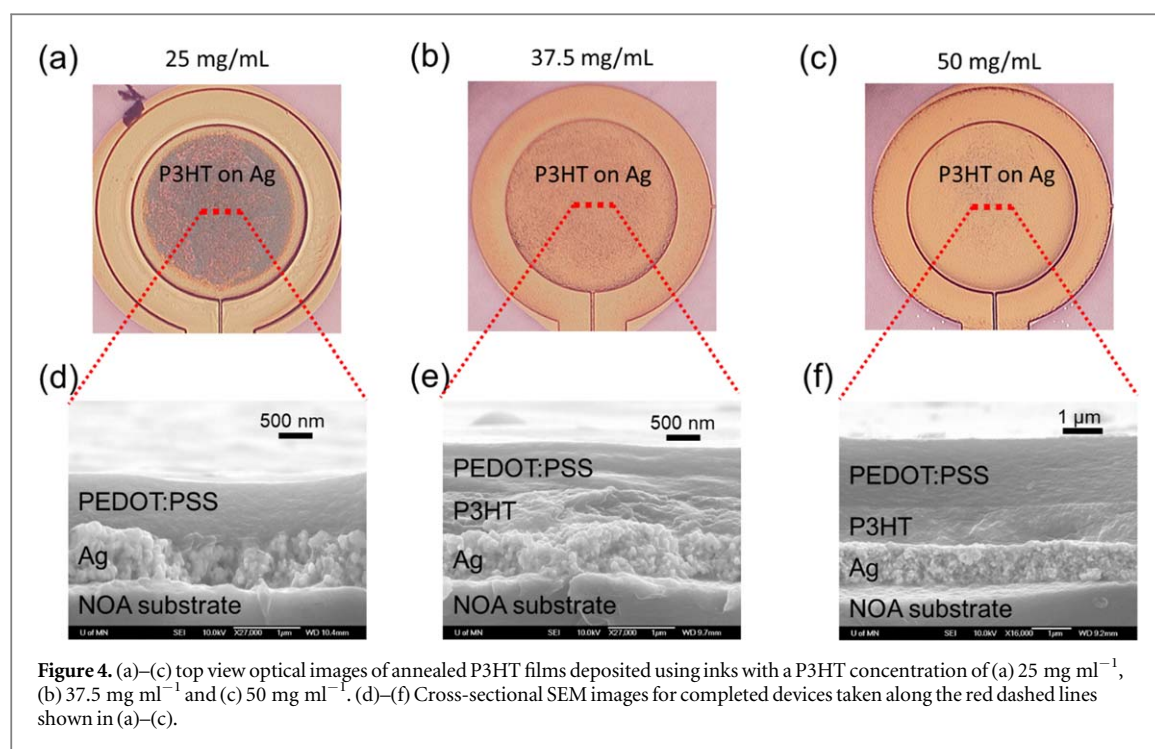 (a) (b) (c)
25 mg/mL 37.5 mg/mL 50 mg/mL
P3HT on Ag P3HT on Ag P3HT on Ag
(d) (e) (f)
500 nm 500 nm 1 µm
PEDOT:PSS PEDOT:PSS PEDOT:PSS
P3HT P3HT
Ag Ag Ag
NOA substrate NOA substrate NOA substrate
U of MN SEI 10.0kV X27,000 1µm WD 10.4mm
U of MN SEI 10.0kV X27,000 1µm WD 9.7mm
U of MN SEI 10.0kV X16,000 1µm WD 9.2mm
Figure 4. (a)–(c) top view optical images of annealed P3HT films deposited using inks with a P3HT concentration of (a) 25 mg ml⁻¹,
(b) 37.5 mg ml⁻¹ and (c) 50 mg ml⁻¹. (d)–(f) Cross-sectional SEM images for completed devices taken along the red dashed lines
shown in (a)–(c).